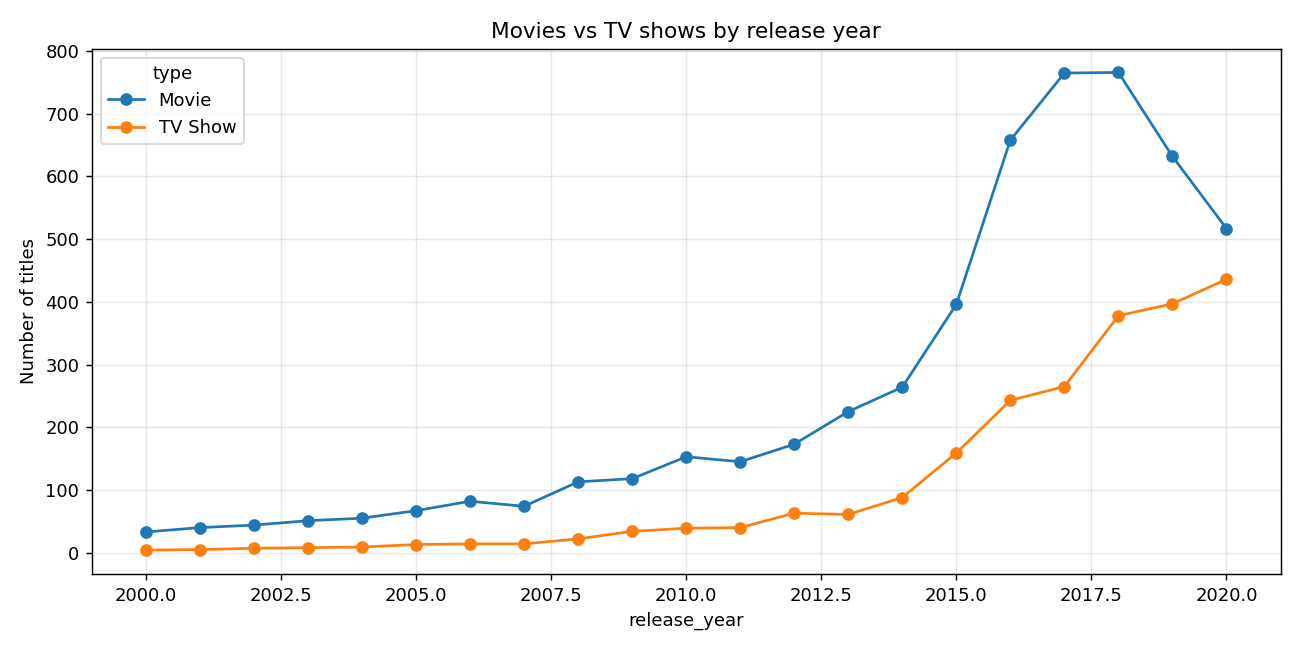 Movies vs TV shows by release year
800
700
600
500
400
300
200
100
0
Number of titles
type
Movie
TV Show
2000.0 2002.5 2005.0 2007.5 2010.0 2012.5 2015.0 2017.5 2020.0
release_year